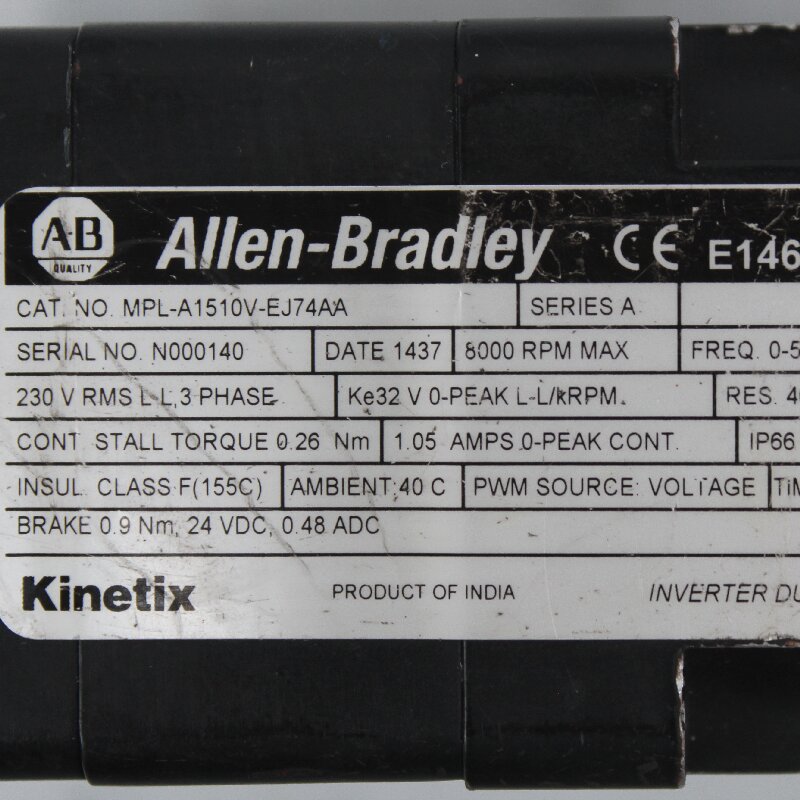 A-B
QUALITY
Allen-Bradley CE E146
CAT. NO. MPL-A1510V-EJ74AA SERIES A
SERIAL NO. N000140 DATE 1437 8000 RPM MAX FREQ. 0-5
230 V RMS L-L,3 PHASE Ke32 V 0-PEAK L-L/kRPM. RES. 40
CONT. STALL TORQUE 0.26 Nm 1.05 AMPS 0-PEAK CONT. IP66
INSUL. CLASS F(155C) AMBIENT:40 C PWM SOURCE: VOLTAGE TIM
BRAKE 0.9 Nm, 24 VDC, 0.48 ADC
Kinetix PRODUCT OF INDIA INVERTER DU